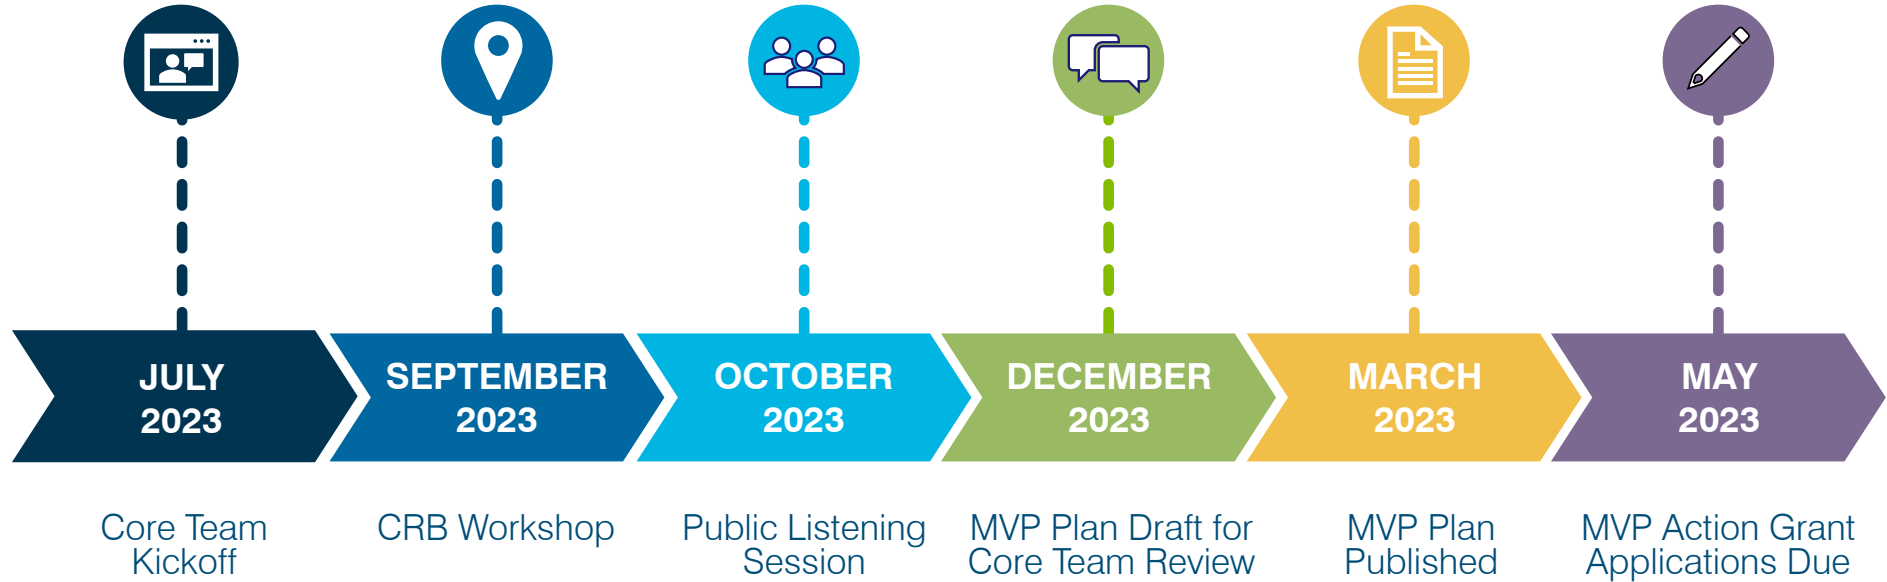 JULY
2023
SEPTEMBER
2023
OCTOBER
2023
DECEMBER
2023
MARCH
2023
MAY
2023
Core Team
Kickoff
CRB Workshop
Public Listening
Session
MVP Plan Draft for
Core Team Review
MVP Plan
Published
MVP Action Grant
Applications Due